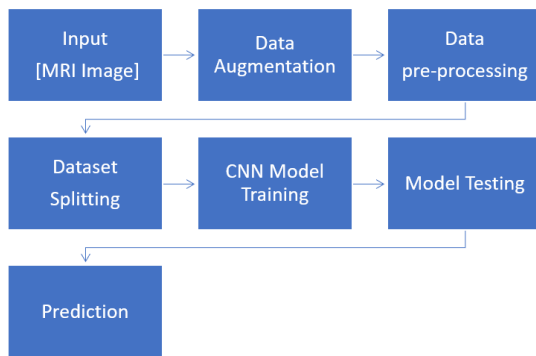 Input
[MRI Image]
Data
Augmentation
Data
pre-processing
Dataset
Splitting
CNN Model
Training
Model Testing
Prediction